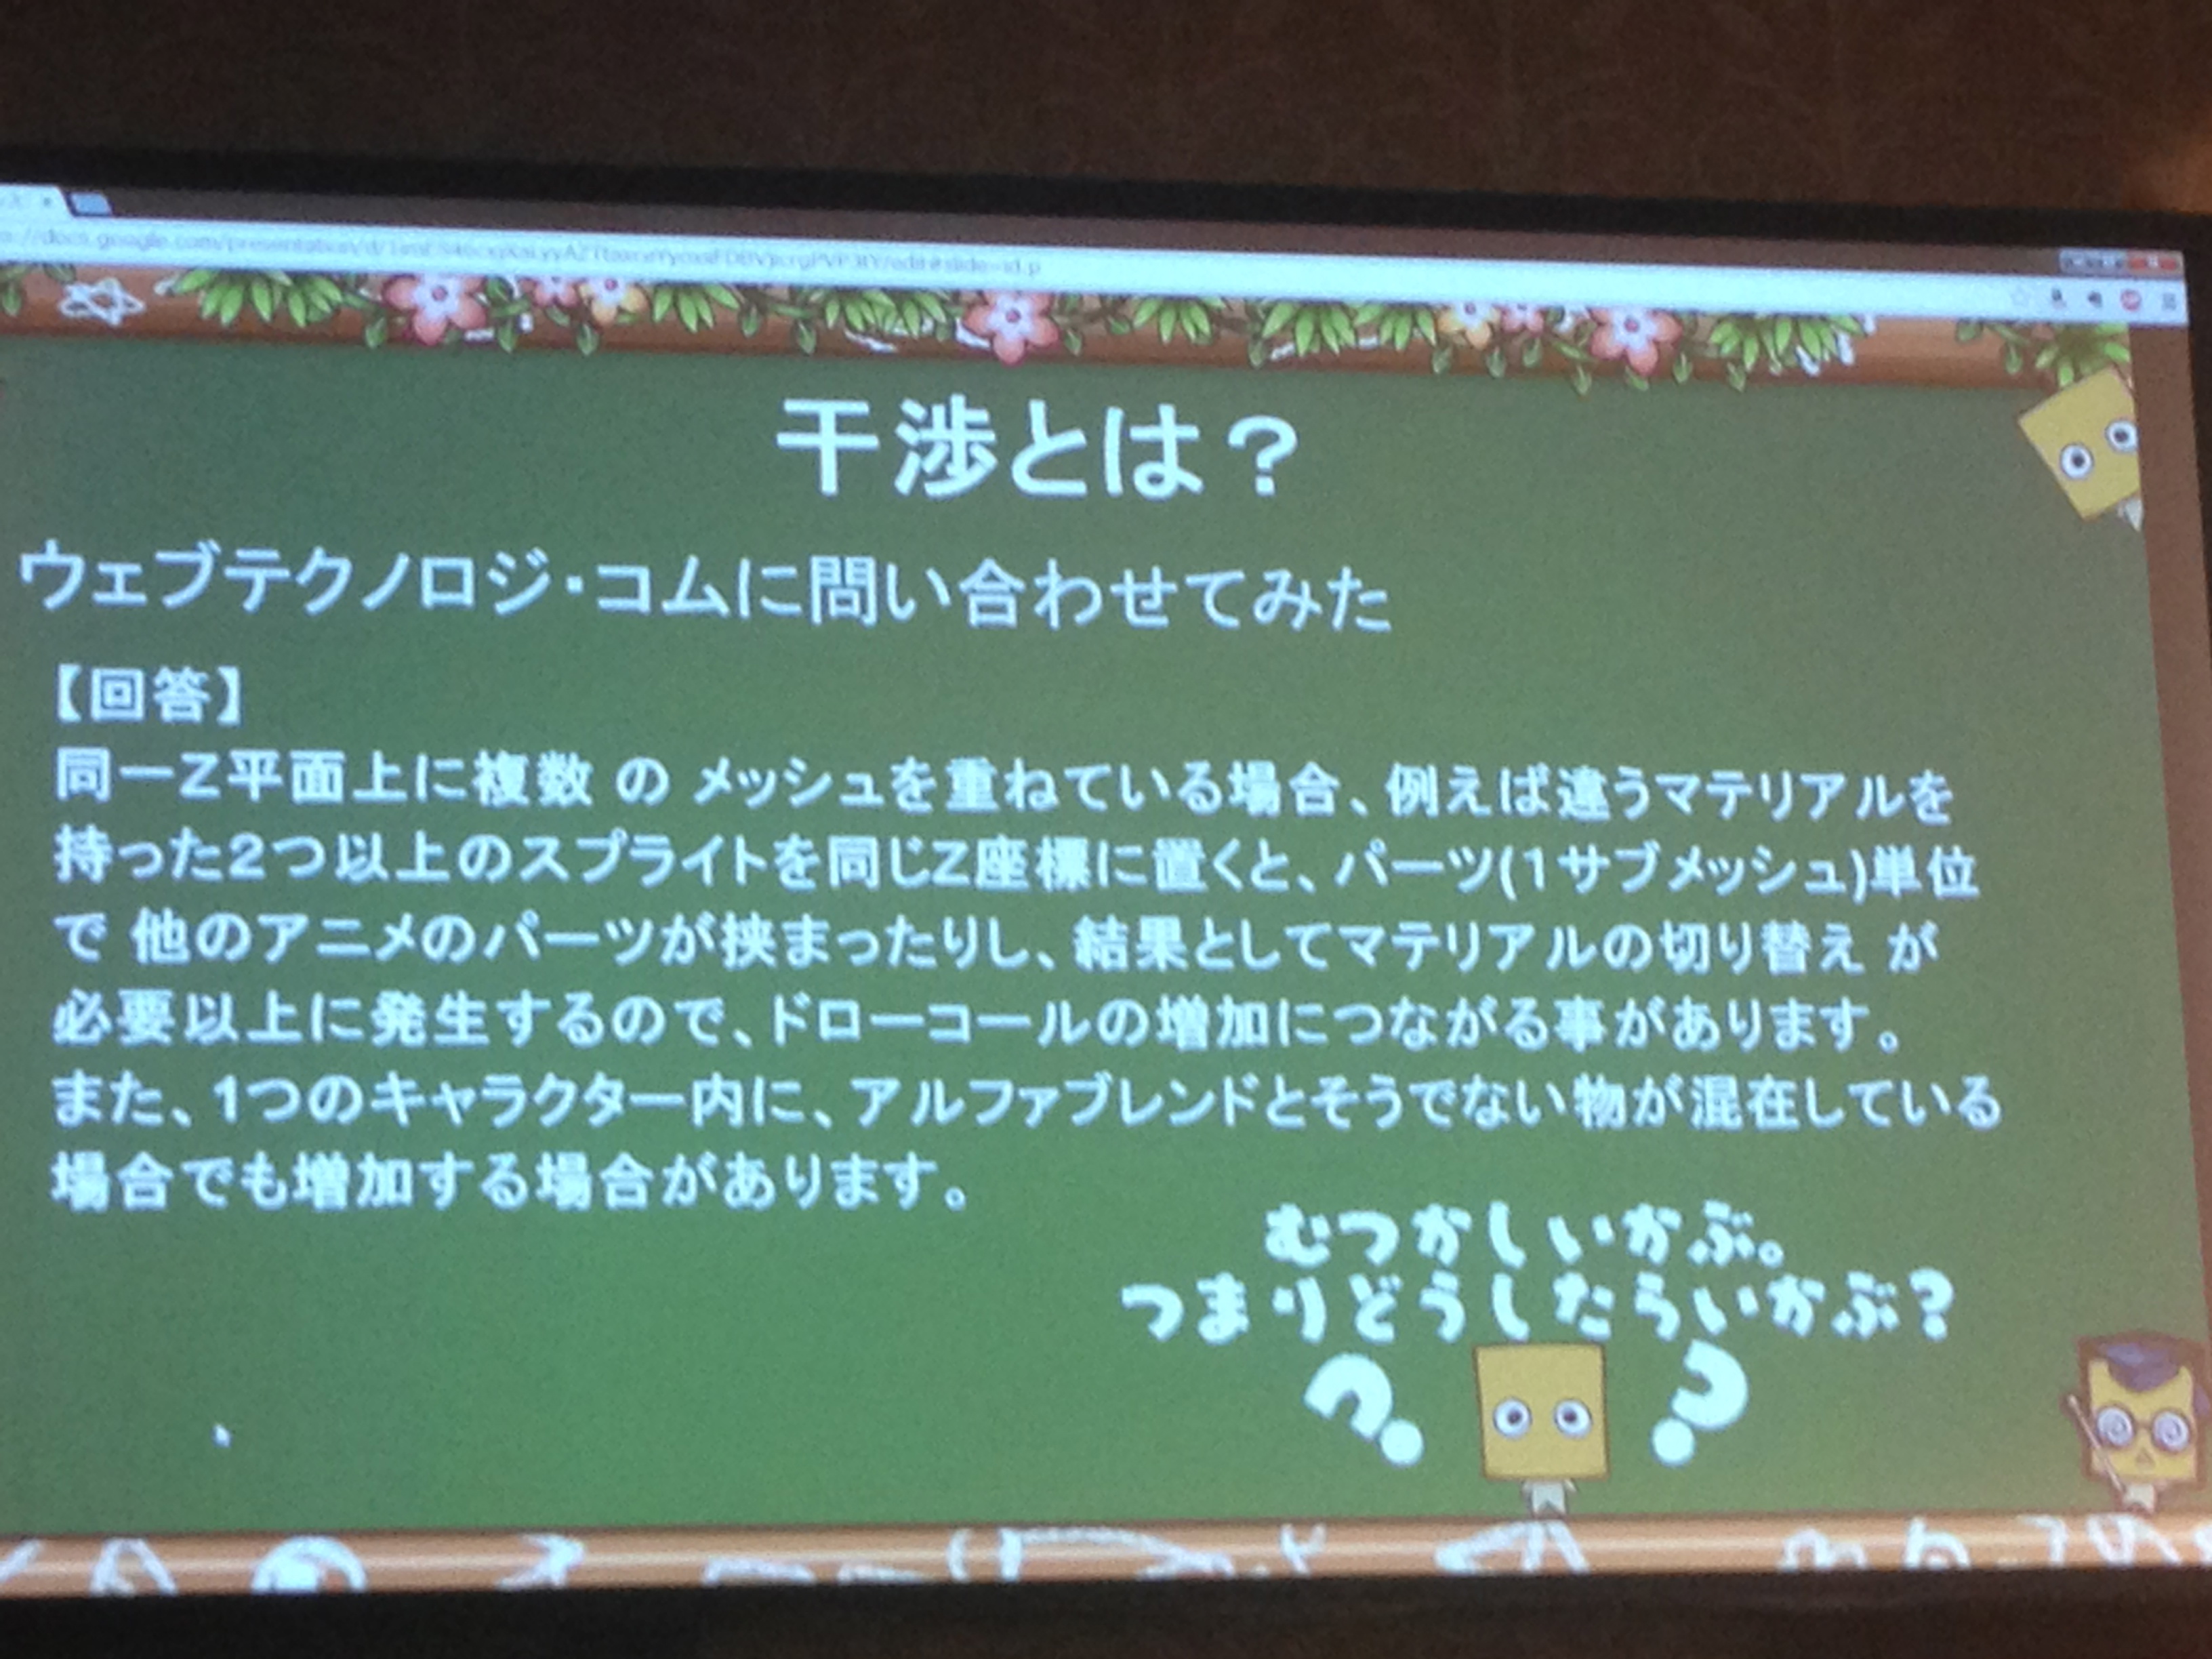 干渉とは？
ウェブテクノロジ・コムに問い合わせてみた
【回答】
同一Z平面上に複数 の メッシュを重ねている場合、例えば違うマテリアルを
持った2つ以上のスプライトを同じZ座標に置くと、パーツ(1サブメッシュ)単位
で 他のアニメのパーツが挟まったりし、結果としてマテリアルの切り替え が
必要以上に発生するので、ドローコールの増加につながる事があります。
また、1つのキャラクター内に、アルファブレンドとそうでない物が混在している
場合でも増加する場合があります。
むつかしいかぶ。
つまりどうしたらいかぶ？
? ?